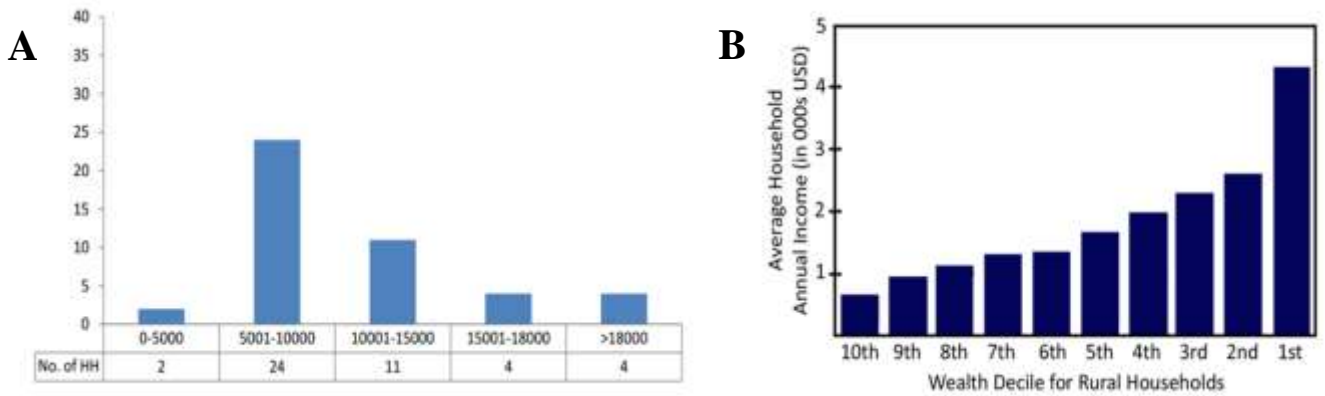 A
40
35
30
25
20
15
10
5
0
0-5000 5001-10000 10001-15000 15001-18000 >18000
No. of HH 2 24 11 4 4
B
Average Household
Annual Income (in 000s USD)
5
4
3
2
1
10th 9th 8th 7th 6th 5th 4th 3rd 2nd 1st
Wealth Decile for Rural Households